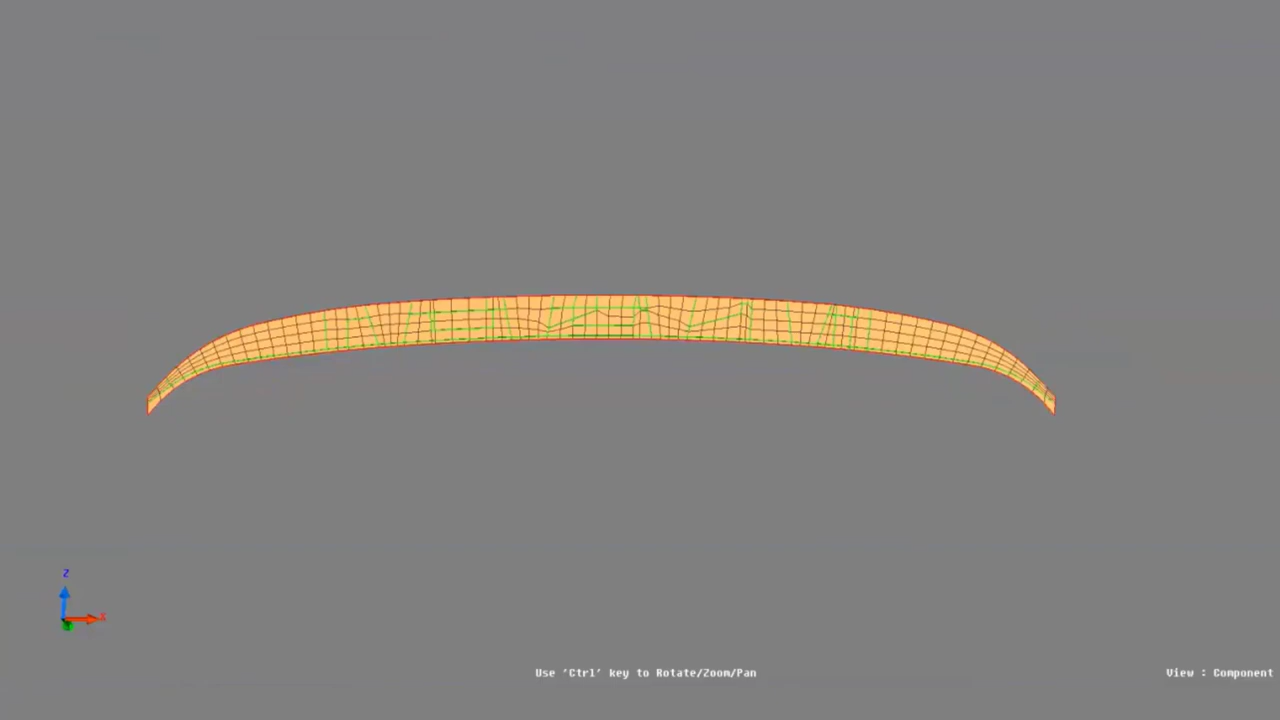 Z
X
Use 'Ctrl' key to Rotate/Zoom/Pan
View : Component